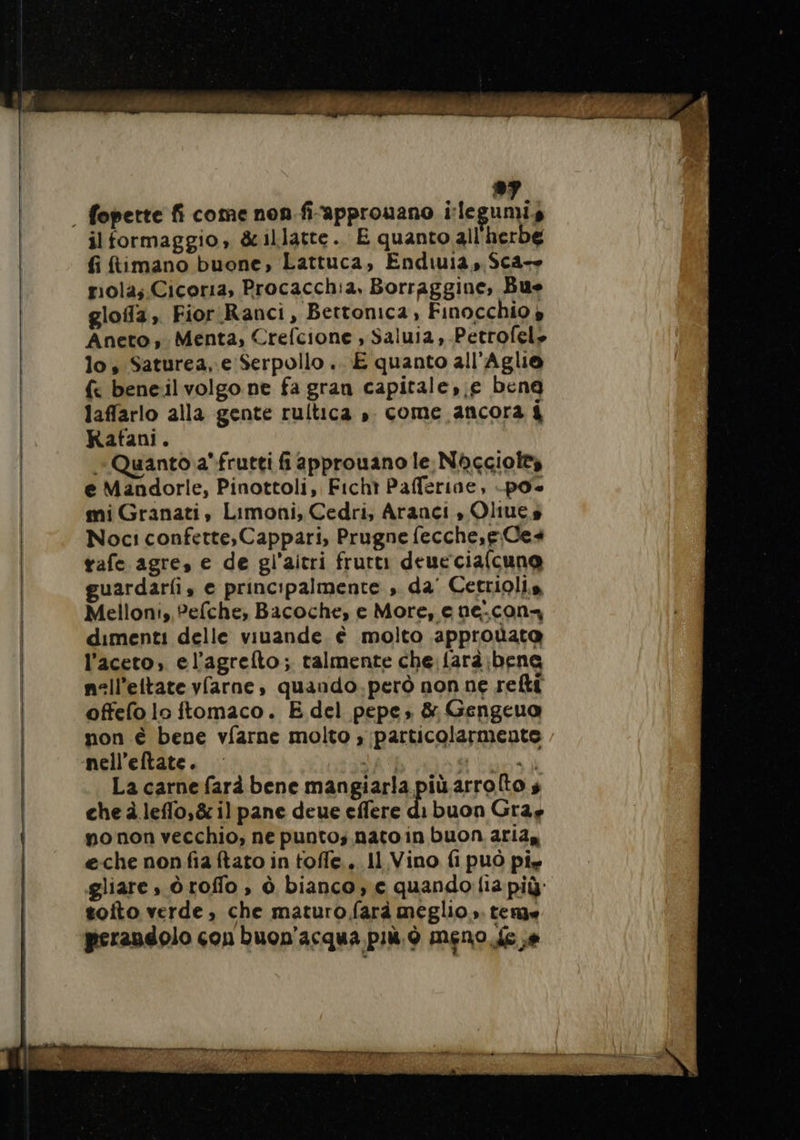 97
sopette si come non si approuano i legumi,
il formaggio, & il latte. E quanto all'herbe
si stimano buone, Lattuca, Endiuia, Sca-
riola, Cicoria, Procacchia, Borraggine, Bu-
glossa, Fior Ranci, Bettonica, Finocchio,
Aneto, Menta, Crescione, Saluia, Petrosel-
lo, Saturea, e Serpollo. E quanto all'Aglio
se bene il volgo ne fa gran capitale, e bene
lassarlo alla gente rustica, come ancora i
Rafani.
Quanto a' frutti si approuano le Nocciole,
e Mandorle, Pinottoli, Fichi Passerine, po-
mi Granati, Limoni, Cedri, Aranci, Oliue,
Noci confette, Cappari, Prugne secche, e Ce-
rase agre, e de gl'altri frutti deue ciascuno
guardarsi, e principalmente, da' Cetrioli,
Melloni, Pesche, Bacoche, e More, e ne con-
dimenti delle viuande è molto approuato
l'aceto, e l'agresto; talmente che sarà bene
nell'estate vsarne, quando però non ne resti
offeso lo stomaco. E del pepe, & Gengeuo
non è bene vsarne molto, particolarmente
nell'estate.
La carne sarà bene mangiarla più arrosto,
che à lesso, & il pane deue essere di buon Gra-
no non vecchio, ne punto, nato in buon aria,
e che non sia stato in fosse. Il Vino si può pi-
gliare, ò rosso, ò bianco, e quando sia più
tosto verde, che maturo sarà meglio, tem-
perandolo con buon'acqua più ò meno se e